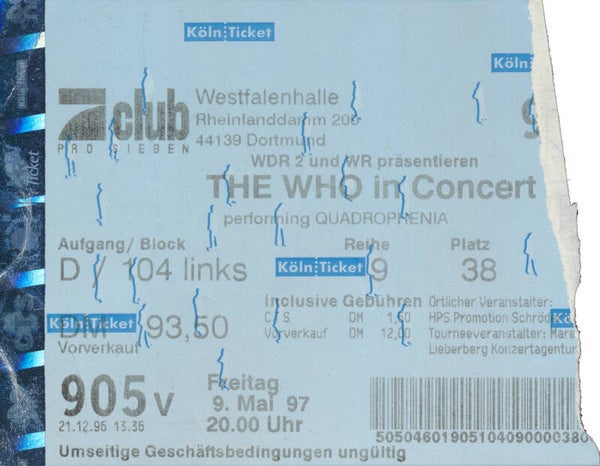 Köln Ticket
Köln
7 club
PRO SIEBEN
Westfalenhalle
Rheinlanddamm 200
44139 Dortmund
WDR 2 und WR präsentieren
THE WHO in Concert
performing QUADROPHENIA
Aufgang/ Block Reihe Platz
D / 104 links Köln Ticket 9 38
Inclusive Gebühren
C/S DM 1,50
Vorverkauf DM 12,00
Örtlicher Veranstalter:
HPS Promotion
Tourneeveranstalter:
Lieberberg Konzertagentur
Köln Ticket
DM 93,50
Vorverkauf
905 v
21.12.96 13.36
Freitag
9. Mai 97
20.00 Uhr
50504601905104090000380
Umseitige Geschäftsbedingungen ungültig
Ticket